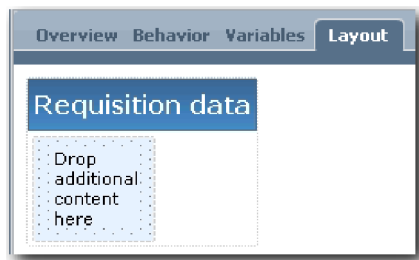 Overview Behavior Variables Layout
Requisition data
Drop
additional
content
here